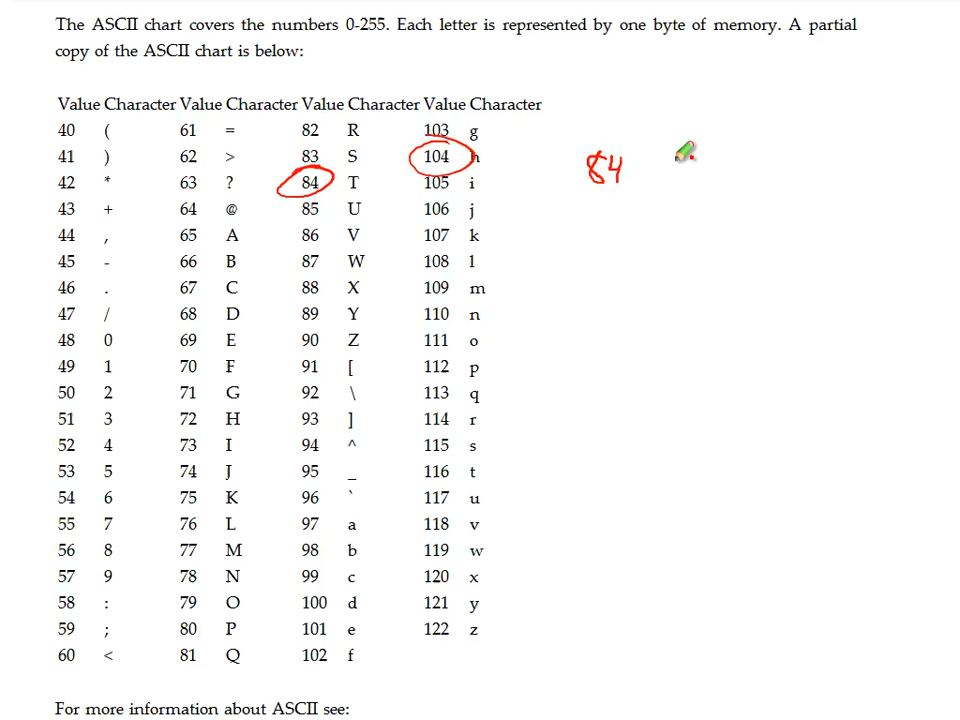 The ASCII chart covers the numbers 0-255. Each letter is represented by one byte of memory. A partial
copy of the ASCII chart is below:
Value Character Value Character Value Character Value Character
40 ( 61 = 82 R 103 g
41 ) 62 > 83 S 104 h
42 * 63 ? 84 T 105 i
84
43 + 64 @ 85 U 106 j
44 , 65 A 86 V 107 k
45 - 66 B 87 W 108 l
46 . 67 C 88 X 109 m
47 / 68 D 89 Y 110 n
48 0 69 E 90 Z 111 o
49 1 70 F 91 [ 112 p
50 2 71 G 92 \ 113 q
51 3 72 H 93 ] 114 r
52 4 73 I 94 ^ 115 s
53 5 74 J 95 _ 116 t
54 6 75 K 96 ` 117 u
55 7 76 L 97 a 118 v
56 8 77 M 98 b 119 w
57 9 78 N 99 c 120 x
58 : 79 O 100 d 121 y
59 ; 80 P 101 e 122 z
60 < 81 Q 102 f
For more information about ASCII see: